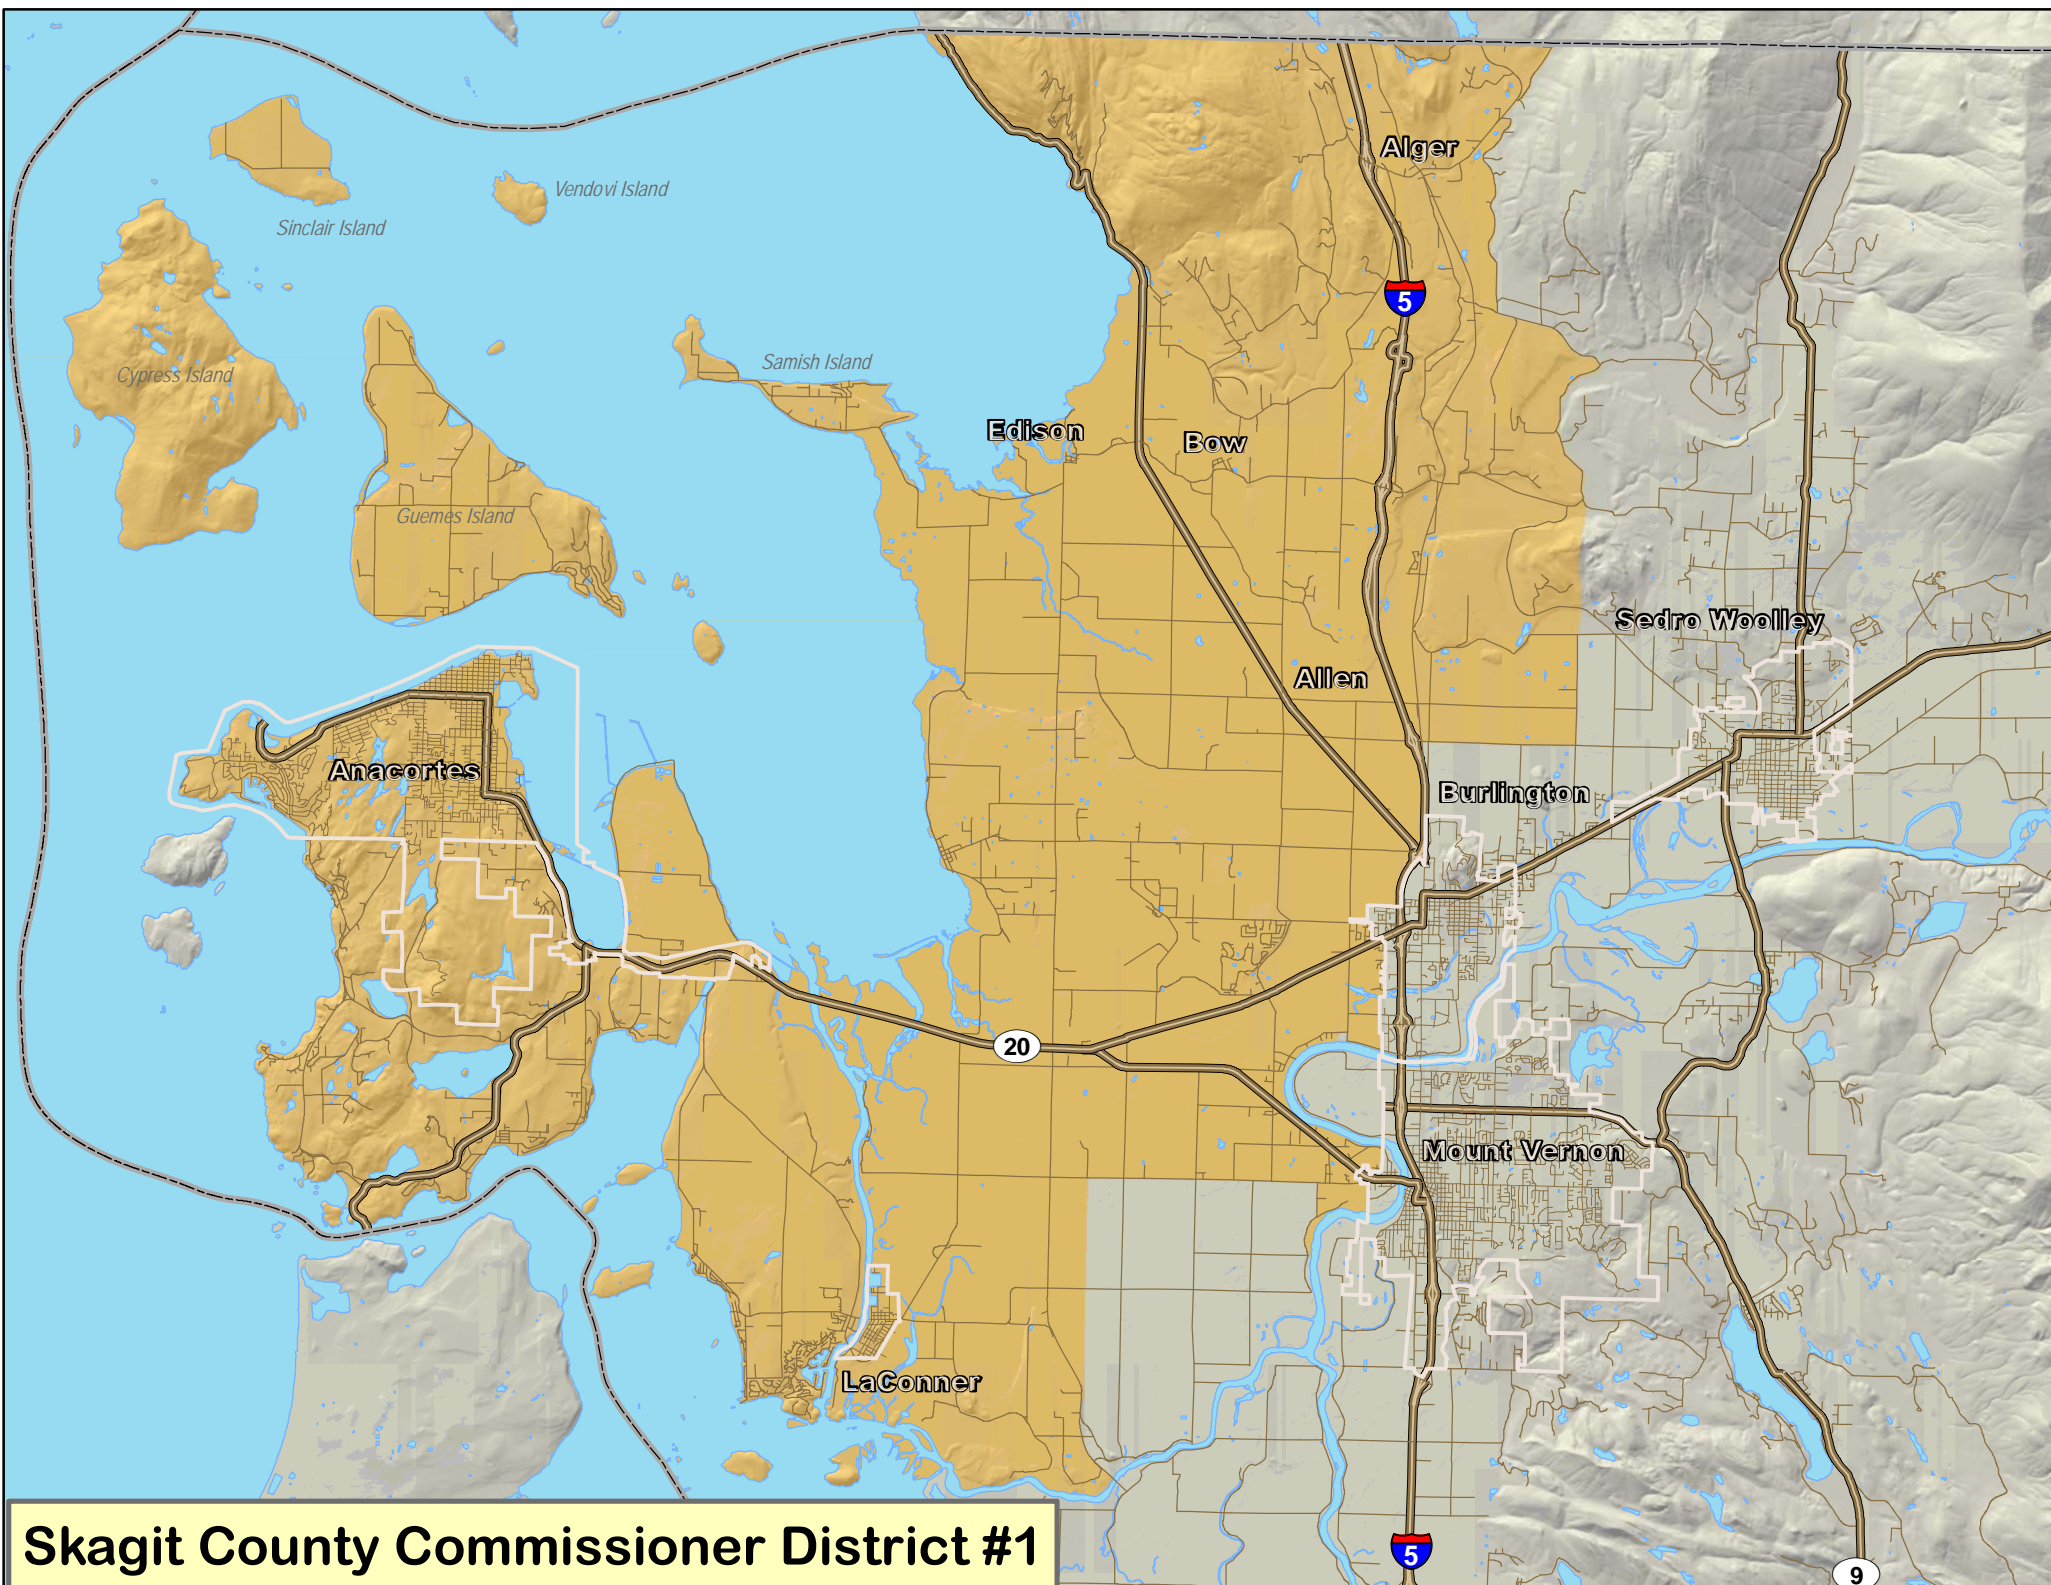 Alger
Vendovi Island
Sinclair Island
5
Samish Island
Cypress Island
Edison
Bow
Guemes Island
Sedro Woolley
Allen
Anacortes
Burlington
20
Mount Vernon
LaConner
Skagit County Commissioner District #1
5
9